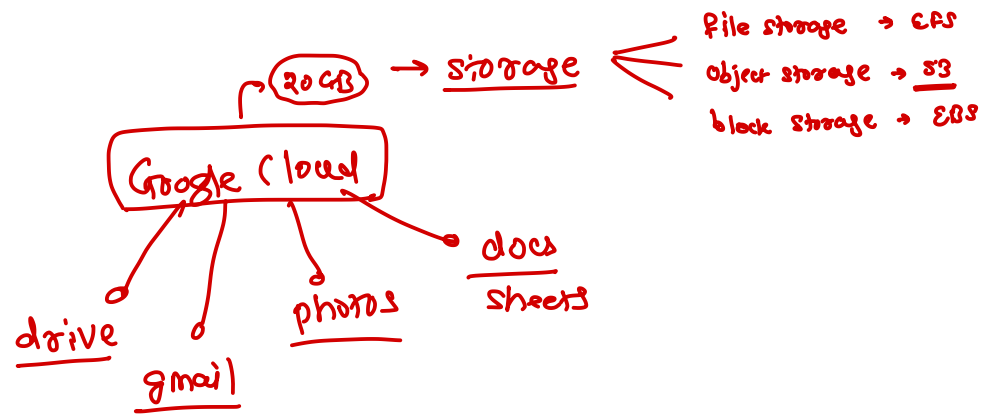 file storage → EFS
20GB → storage
object storage → S3
block storage → EBS
Google Cloud
docs
sheets
photos
drive
gmail